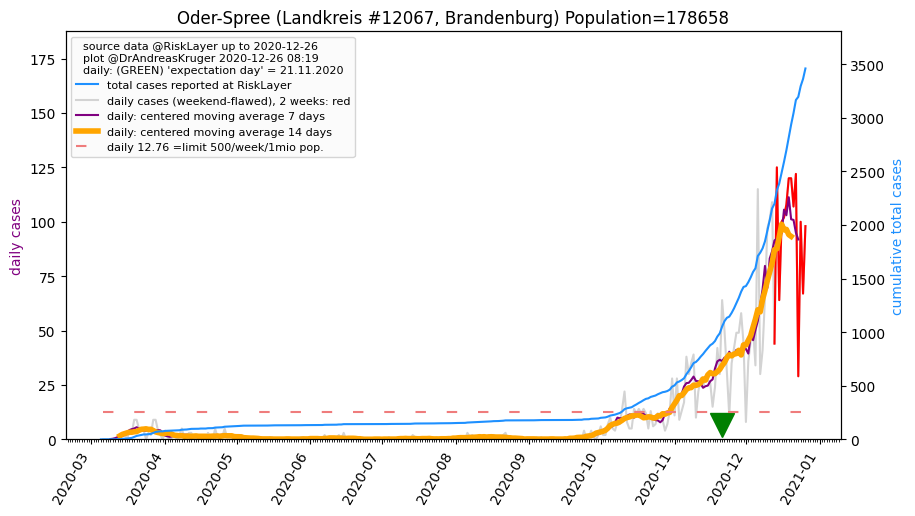 Oder-Spree (Landkreis #12067, Brandenburg) Population=178658
source data @RiskLayer up to 2020-12-26
plot @DrAndreasKruger 2020-12-26 08:19
daily: (GREEN) 'expectation day' = 21.11.2020
total cases reported at RiskLayer
daily cases (weekend-flawed), 2 weeks: red
daily: centered moving average 7 days
daily: centered moving average 14 days
daily 12.76 =limit 500/week/1mio pop.
daily cases
175
150
125
100
75
50
25
0
cumulative total cases
3500
3000
2500
2000
1500
1000
500
0
2020-03
2020-04
2020-05
2020-06
2020-07
2020-08
2020-09
2020-10
2020-11
2020-12
2021-01